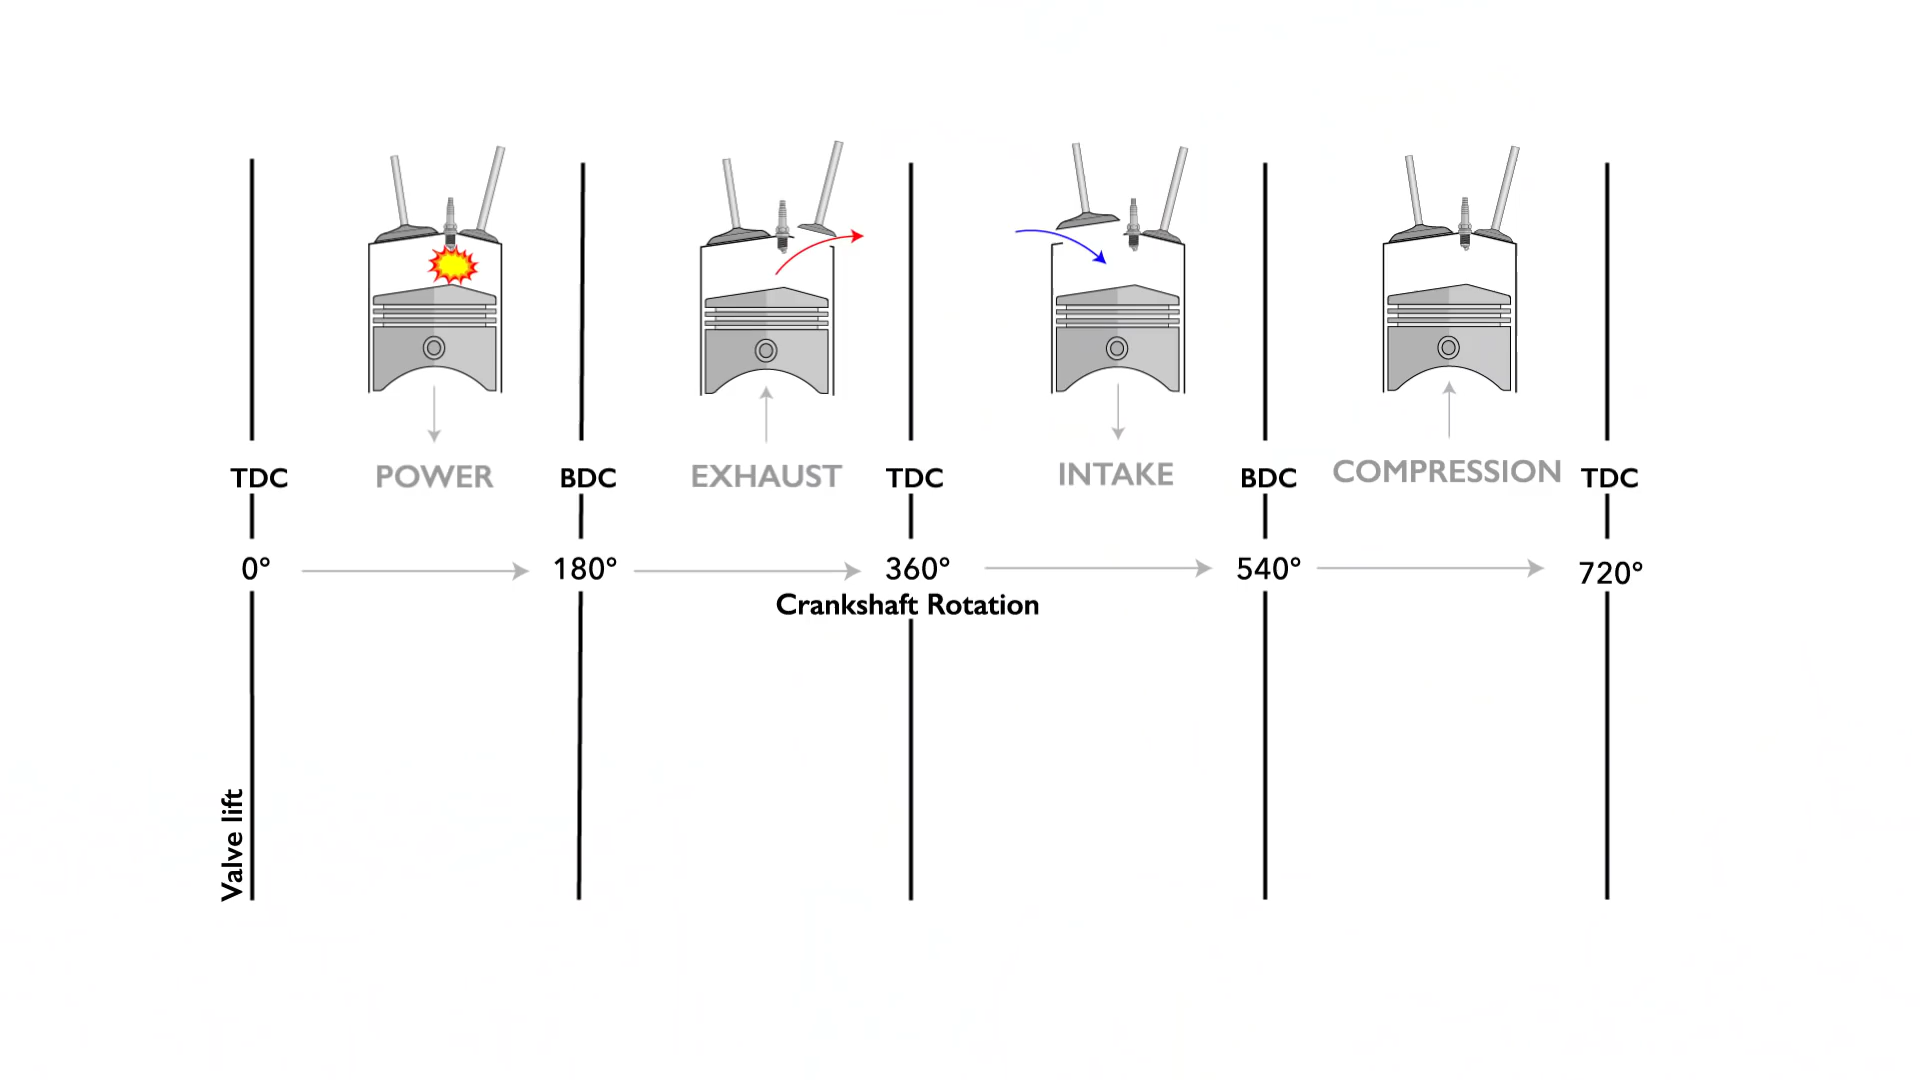 TDC
POWER
BDC
EXHAUST
TDC
INTAKE
BDC
COMPRESSION
TDC
0°
180°
360°
540°
720°
Crankshaft Rotation
Valve lift